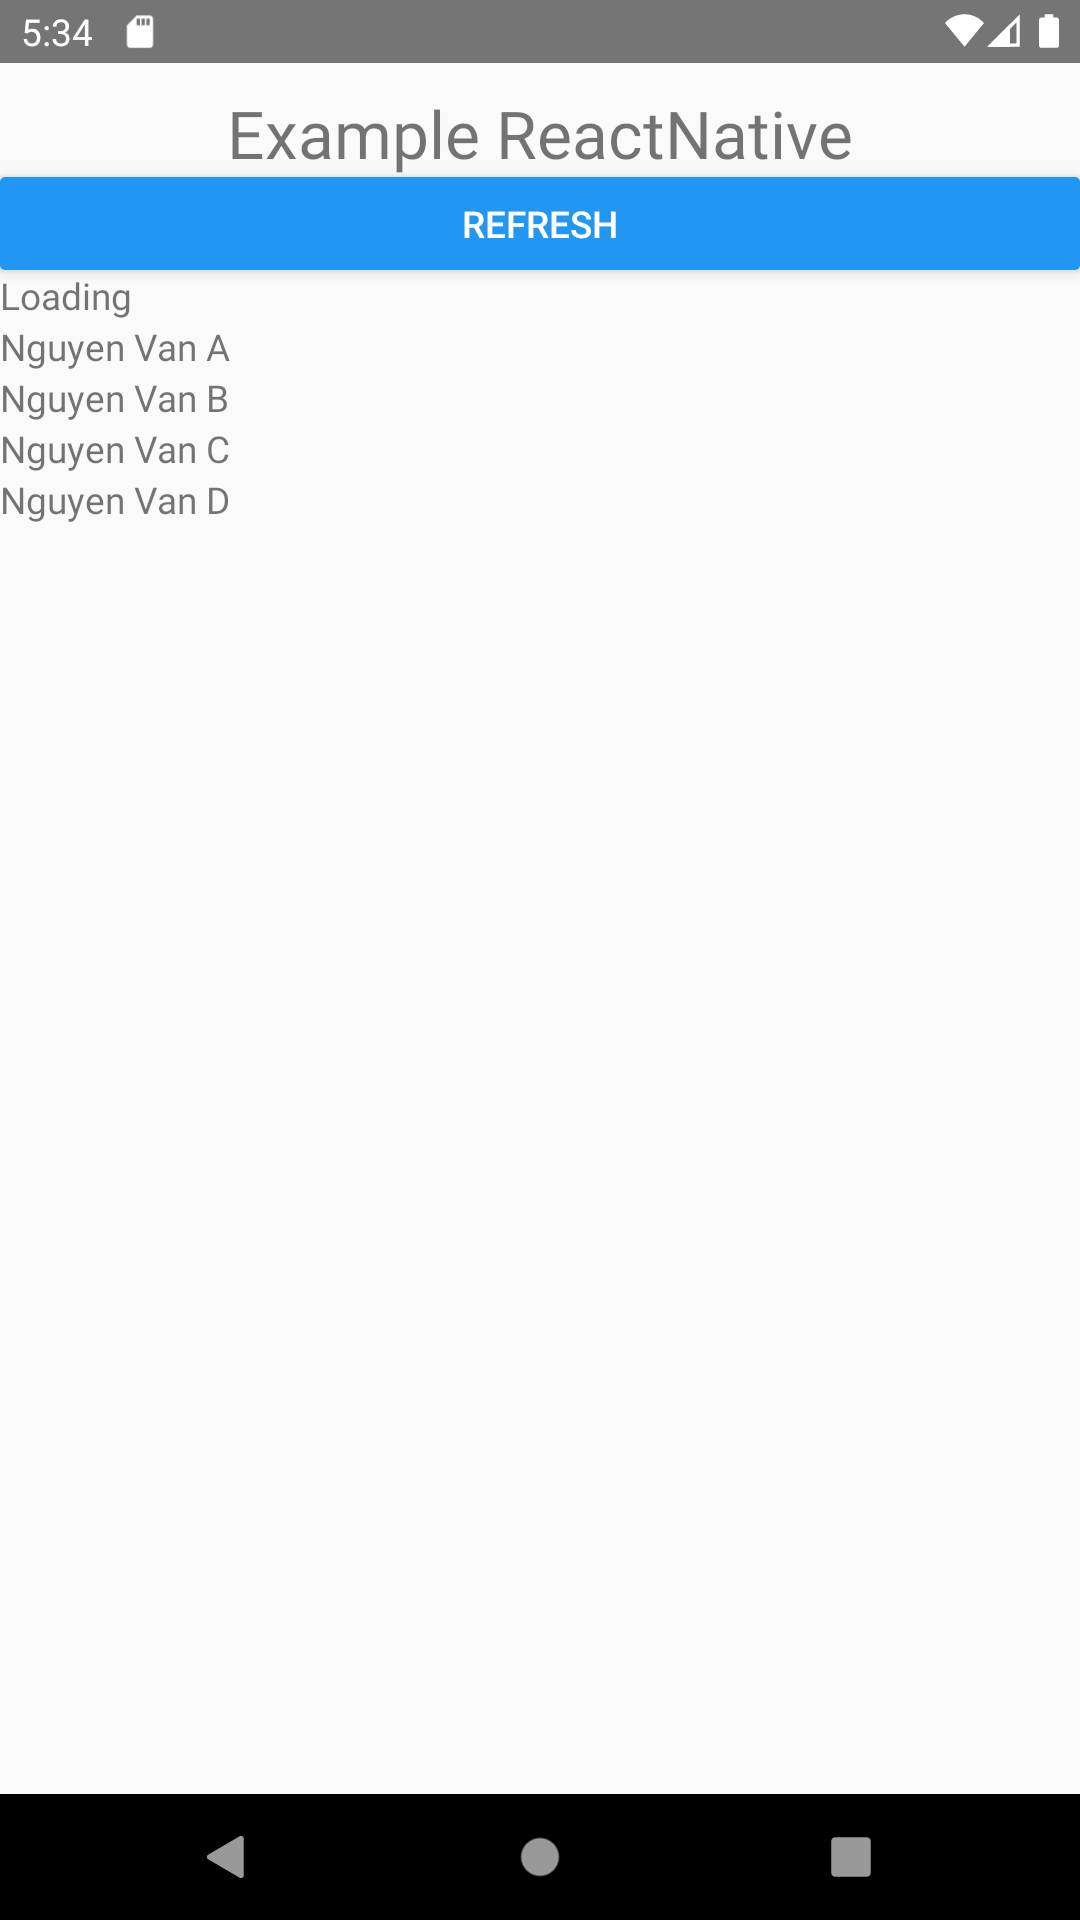 5:34
Example ReactNative
REFRESH
Loading
Nguyen Van A
Nguyen Van B
Nguyen Van C
Nguyen Van D